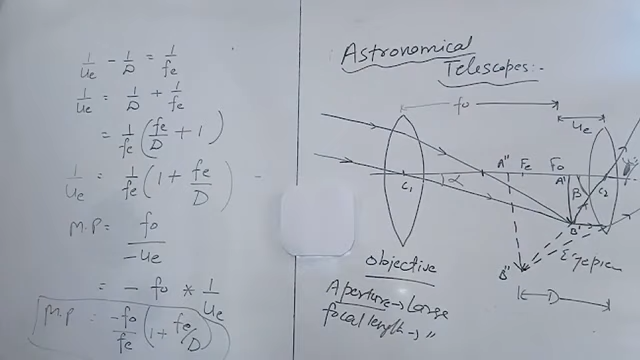 1/ue - 1/D = 1/fe
1/ue = 1/D + 1/fe
= 1/fe (fe/D + 1)
1/ue = 1/fe (1 + fe/D)
M.P = fo/-ue
= - fo * 1/ue
M.P = -fo/fe (1 + fe/D)
Astronomical
Telescopes:-
fo
ue
A" Fe Fo
A'
C1 α β C2
B'
B"
Eyepiece
D
Objective
Aperture → Large
focal length → "